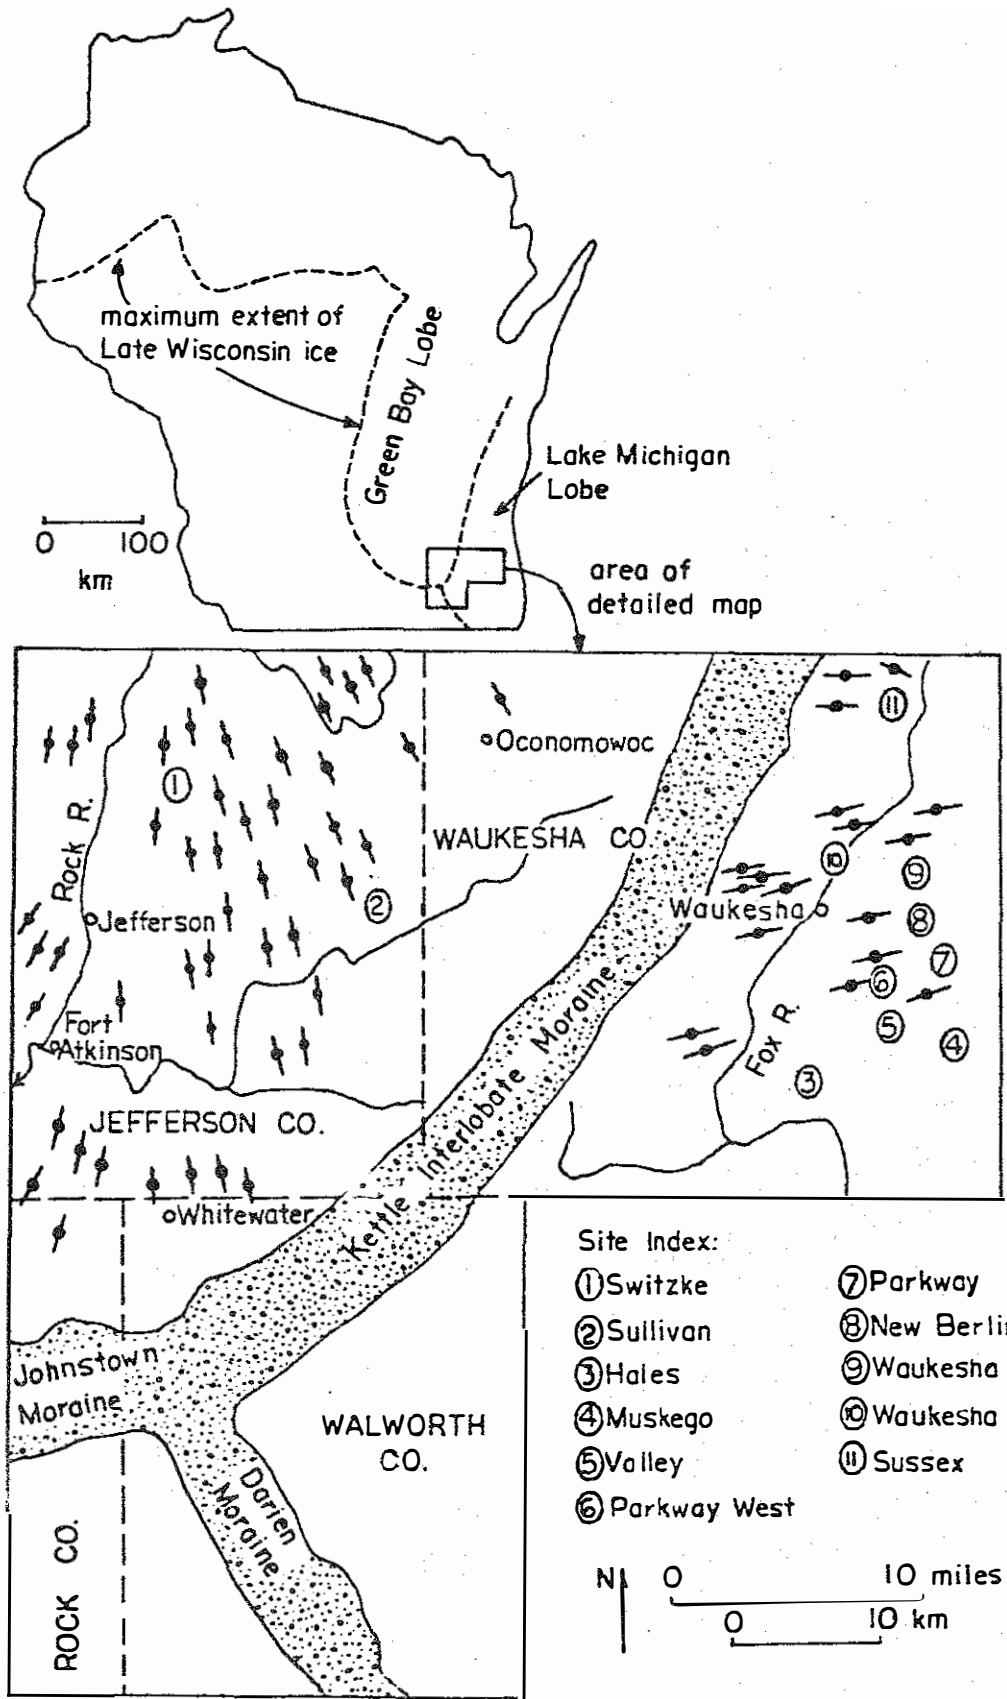 maximum extent of
Late Wisconsin ice
Green Bay Lobe
Lake Michigan
Lobe
0 100
km
area of
detailed map
11
Oconomowoc
1
Rock R.
WAUKESHA CO.
10
9
2
Jefferson
Waukesha
8
7
6
Fort
Atkinson
Kettle Interlobate Moraine
Fox R.
5
4
3
JEFFERSON CO.
Whitewater
Johnstown
Moraine
WALWORTH
CO.
Darien
Moraine
ROCK CO.
Site Index:
1 Switzke
2 Sullivan
3 Hales
4 Muskego
5 Valley
6 Parkway West
7 Parkway
8 New Berli
9 Waukesha
10 Waukesha
11 Sussex
N
0 10 miles
0 10 km